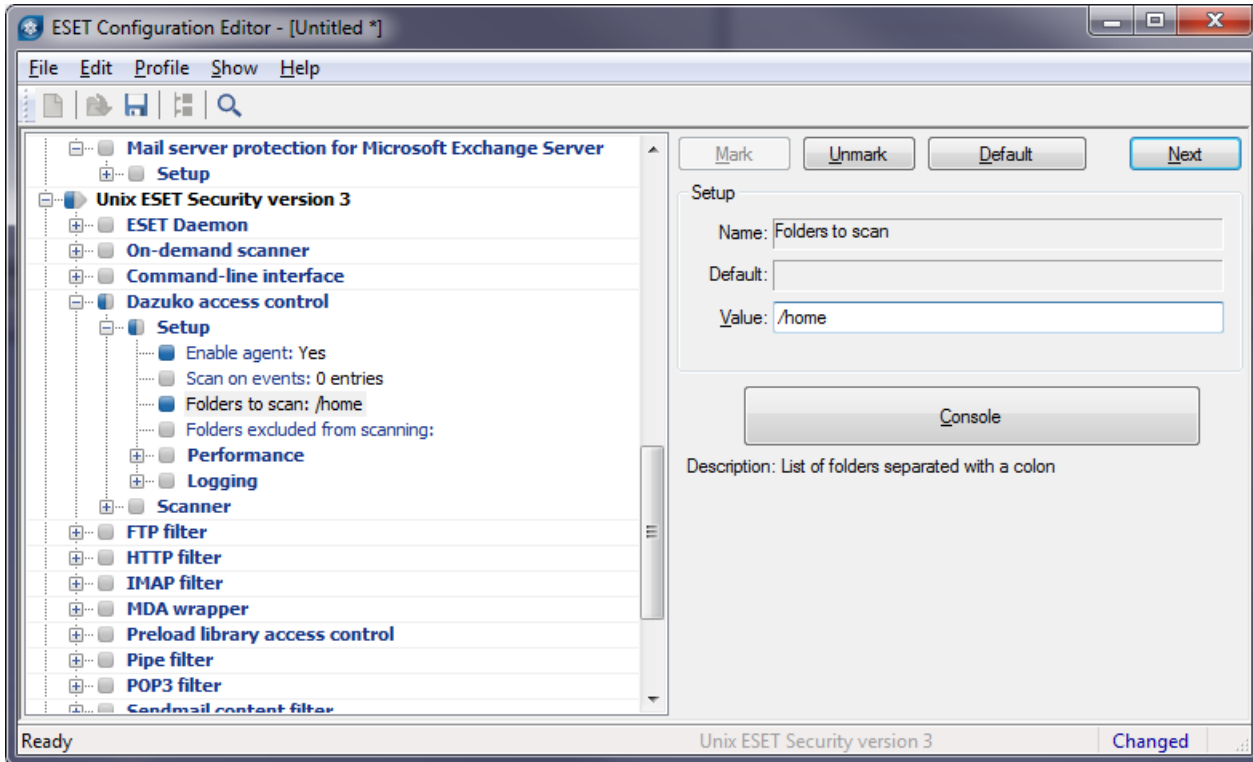 ESET Configuration Editor - [Untitled *]
File Edit Profile Show Help
Mail server protection for Microsoft Exchange Server
Setup
Unix ESET Security version 3
ESET Daemon
On-demand scanner
Command-line interface
Dazuko access control
Setup
Enable agent: Yes
Scan on events: 0 entries
Folders to scan: /home
Folders excluded from scanning:
Performance
Logging
Scanner
FTP filter
HTTP filter
IMAP filter
MDA wrapper
Preload library access control
Pipe filter
POP3 filter
Sendmail content filter
Mark Unmark Default Next
Setup
Name: Folders to scan
Default:
Value: /home
Console
Description: List of folders separated with a colon
Ready Unix ESET Security version 3 Changed